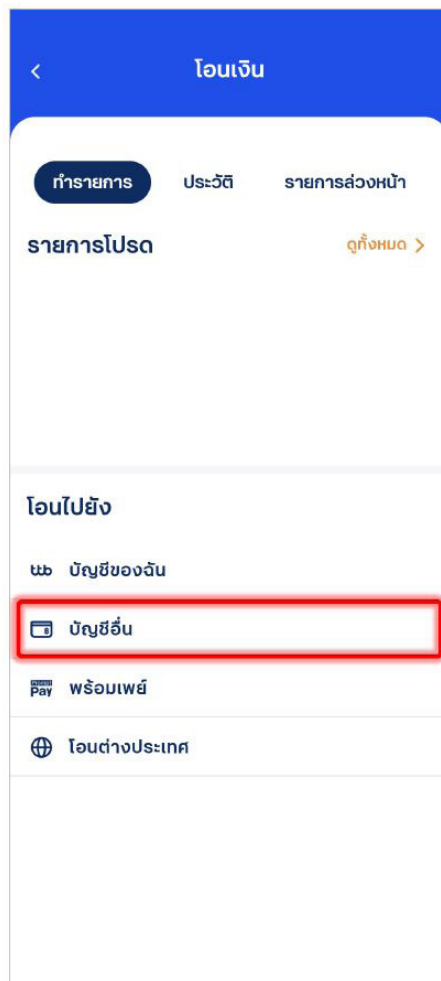 โอนเงิน
ทำรายการ ประวัติ รายการล่วงหน้า
รายการโปรด ดูทั้งหมด
โอนไปยัง
ttb บัญชีของฉัน
บัญชีอื่น
Pay พร้อมเพย์
โอนต่างประเทศ